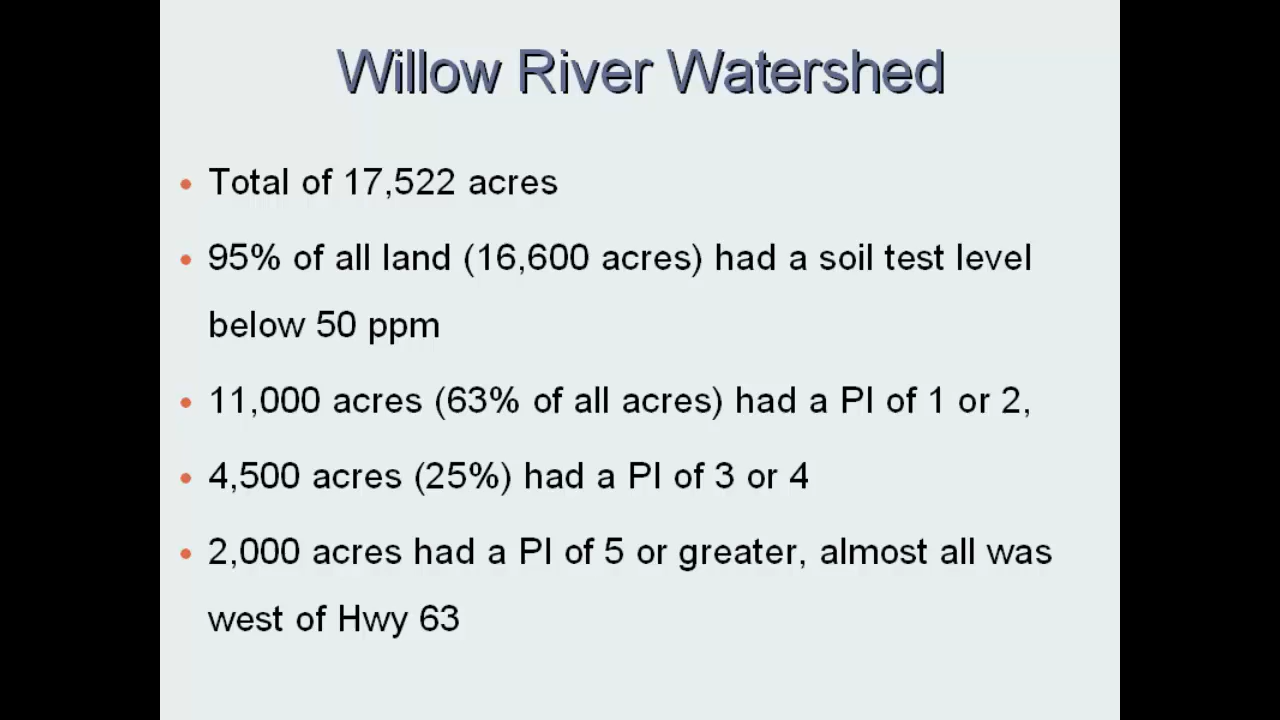 Willow River Watershed
• Total of 17,522 acres
• 95% of all land (16,600 acres) had a soil test level
below 50 ppm
• 11,000 acres (63% of all acres) had a PI of 1 or 2,
• 4,500 acres (25%) had a PI of 3 or 4
• 2,000 acres had a PI of 5 or greater, almost all was
west of Hwy 63